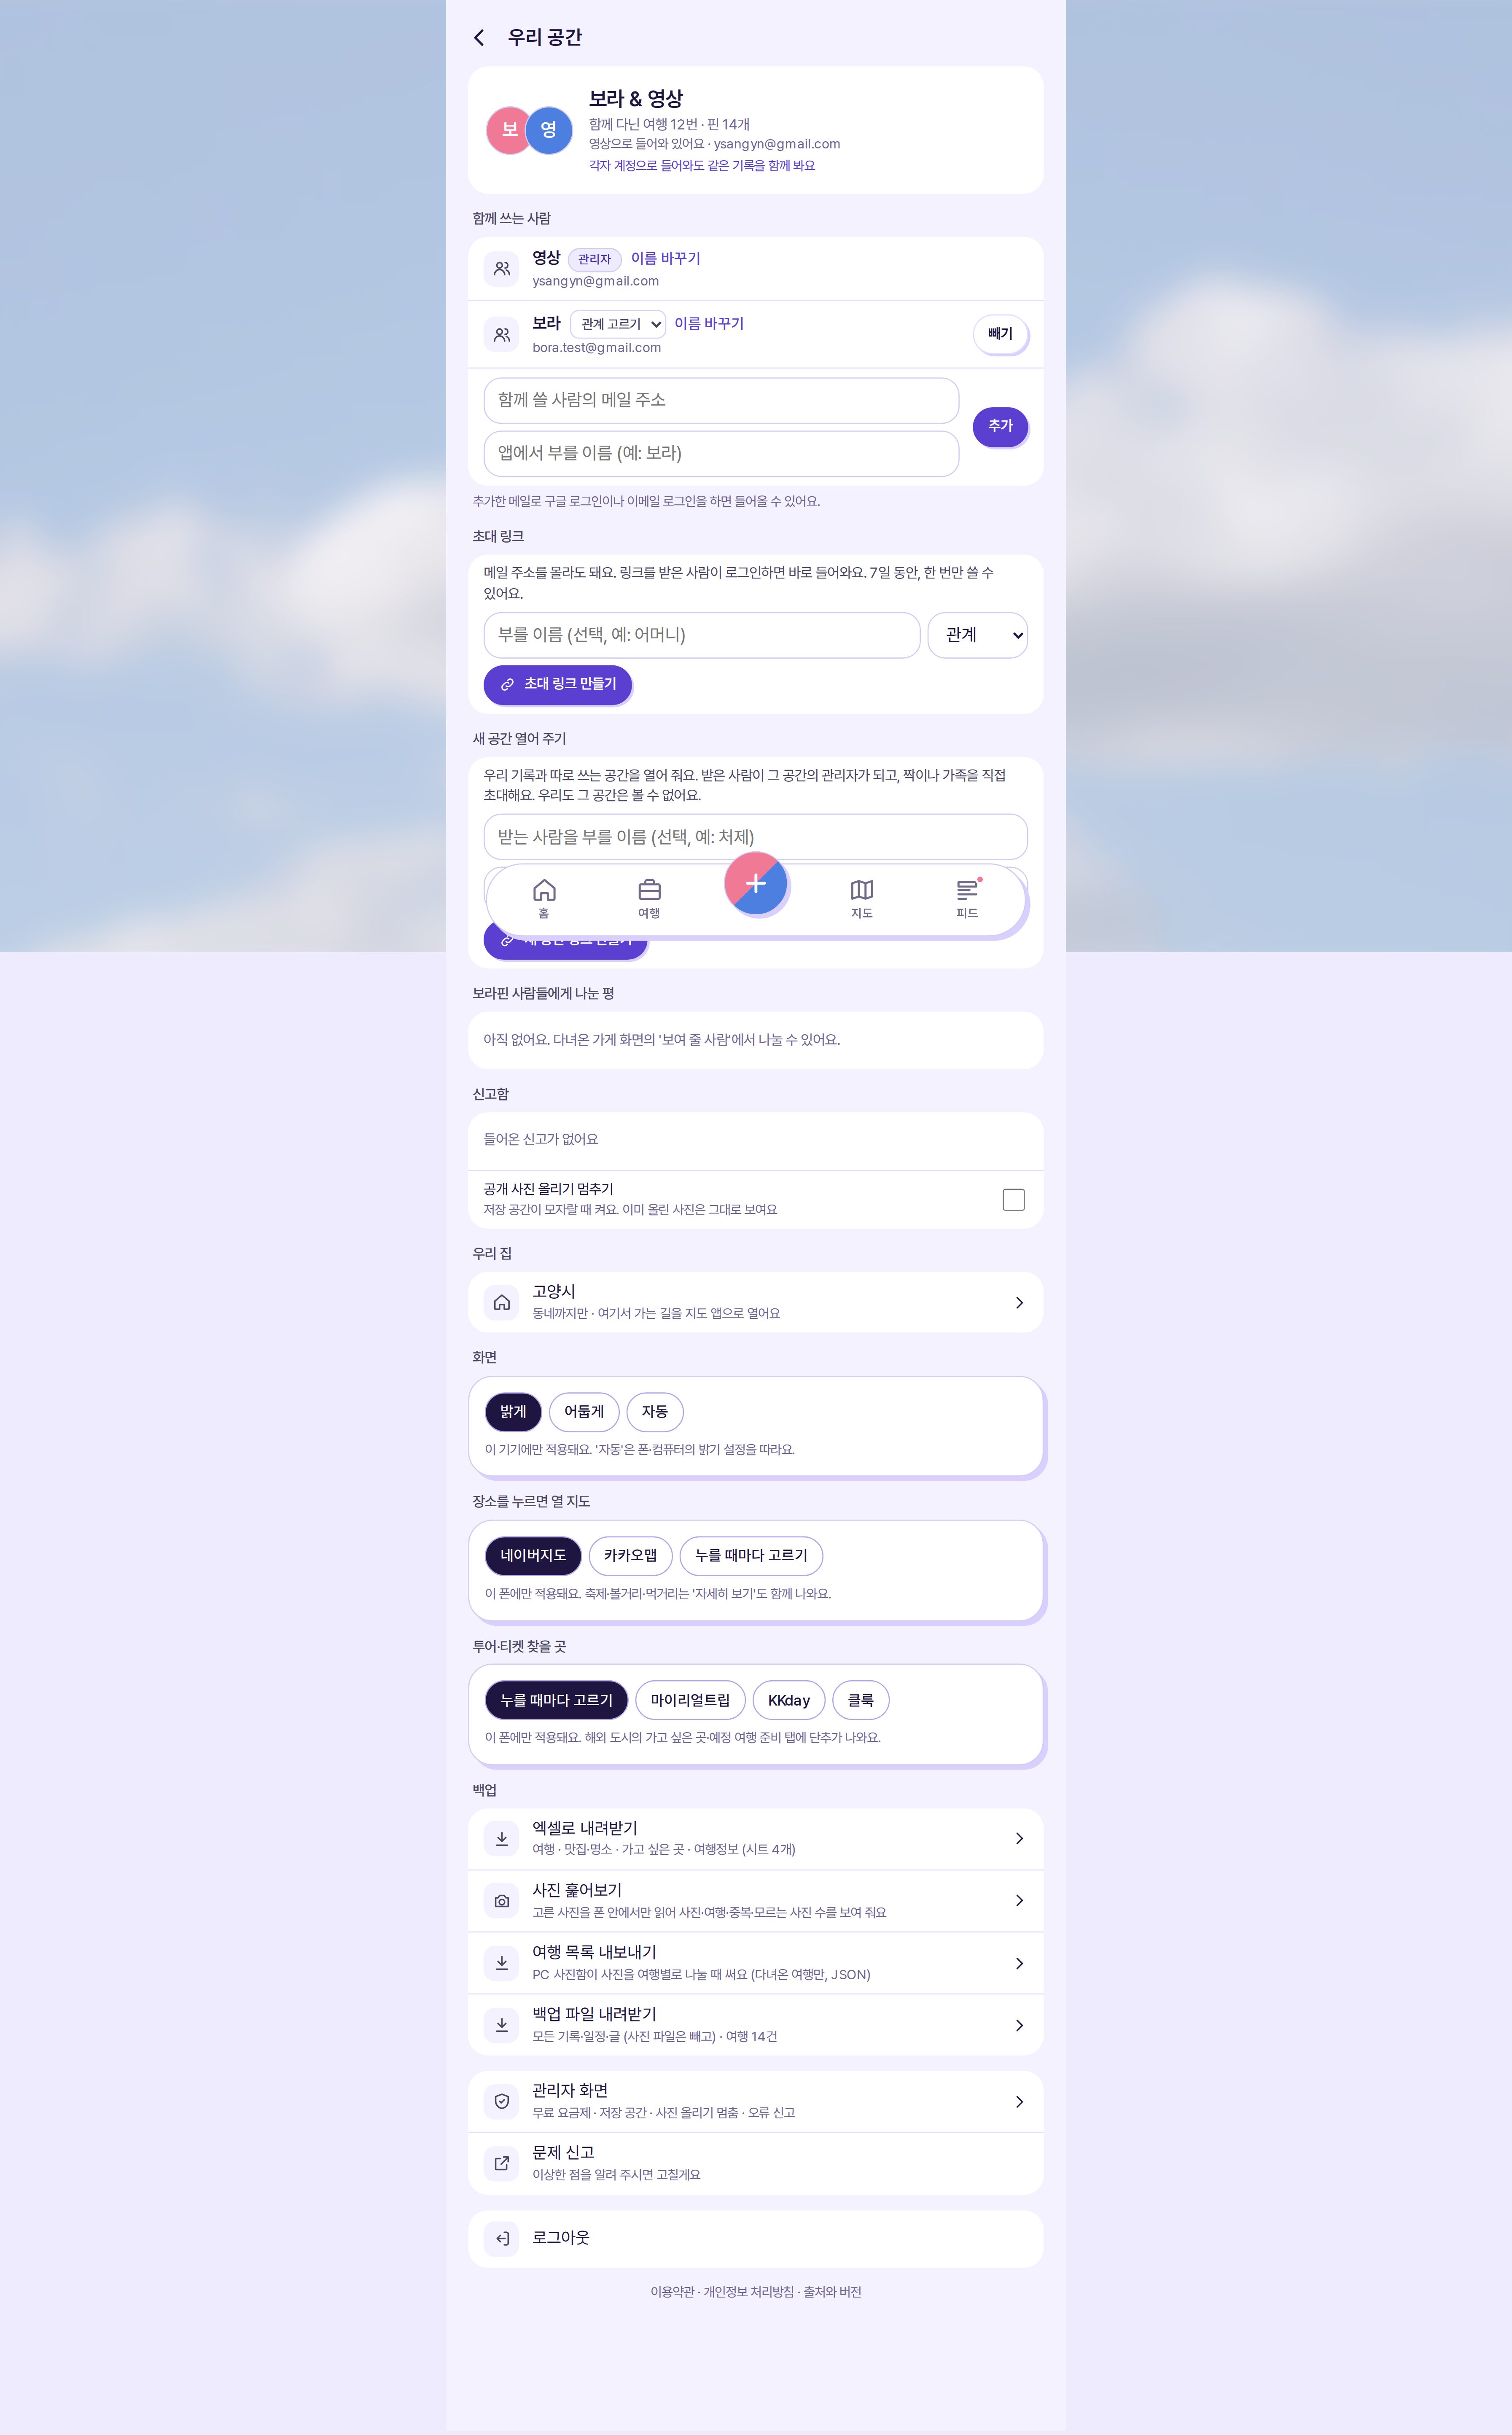 우리 공간
보
영
보라 & 영상
함께 다닌 여행 12번 · 핀 14개
영상으로 들어와 있어요 · ysangyn@gmail.com
각자 계정으로 들어와도 같은 기록을 함께 봐요
함께 쓰는 사람
영상 관리자 이름 바꾸기
ysangyn@gmail.com
보라 관계 고르기 이름 바꾸기
bora.test@gmail.com
빼기
함께 쓸 사람의 메일 주소
앱에서 부를 이름 (예: 보라)
추가
추가한 메일로 구글 로그인이나 이메일 로그인을 하면 들어올 수 있어요.
초대 링크
메일 주소를 몰라도 돼요. 링크를 받은 사람이 로그인하면 바로 들어와요. 7일 동안, 한 번만 쓸 수
있어요.
부를 이름 (선택, 예: 어머니)
관계
초대 링크 만들기
새 공간 열어 주기
우리 기록과 따로 쓰는 공간을 열어 줘요. 받은 사람이 그 공간의 관리자가 되고, 짝이나 가족을 직접
초대해요. 우리도 그 공간은 볼 수 없어요.
받는 사람을 부를 이름 (선택, 예: 처제)
홈
여행
지도
피드
보라핀 사람들에게 나눈 평
아직 없어요. 다녀온 가게 화면의 '보여 줄 사람'에서 나눌 수 있어요.
신고함
들어온 신고가 없어요
공개 사진 올리기 멈추기
저장 공간이 모자랄 때 켜요. 이미 올린 사진은 그대로 보여요
우리 집
고양시
동네까지만 · 여기서 가는 길을 지도 앱으로 열어요
화면
밝게
어둡게
자동
이 기기에만 적용돼요. '자동'은 폰·컴퓨터의 밝기 설정을 따라요.
장소를 누르면 열 지도
네이버지도
카카오맵
누를 때마다 고르기
이 폰에만 적용돼요. 축제·볼거리·먹거리는 '자세히 보기'도 함께 나와요.
투어·티켓 찾을 곳
누를 때마다 고르기
마이리얼트립
KKday
클룩
이 폰에만 적용돼요. 해외 도시의 가고 싶은 곳·예정 여행 준비 탭에 단추가 나와요.
백업
엑셀로 내려받기
여행 · 맛집·명소 · 가고 싶은 곳 · 여행정보 (시트 4개)
사진 훑어보기
고른 사진을 폰 안에서만 읽어 사진·여행·중복·모르는 사진 수를 보여 줘요
여행 목록 내보내기
PC 사진함이 사진을 여행별로 나눌 때 써요 (다녀온 여행만, JSON)
백업 파일 내려받기
모든 기록·일정·글 (사진 파일은 빼고) · 여행 14건
관리자 화면
무료 요금제 · 저장 공간 · 사진 올리기 멈춤 · 오류 신고
문제 신고
이상한 점을 알려 주시면 고칠게요
로그아웃
이용약관 · 개인정보 처리방침 · 출처와 버전